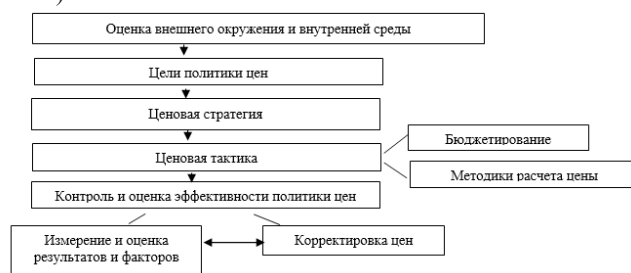 )
Оценка внешнего окружения и внутренней среды
Цели политики цен
Ценовая стратегия
Бюджетирование
Ценовая тактика
Методики расчета цены
Контроль и оценка эффективности политики цен
Измерение и оценка
результатов и факторов
Корректировка цен